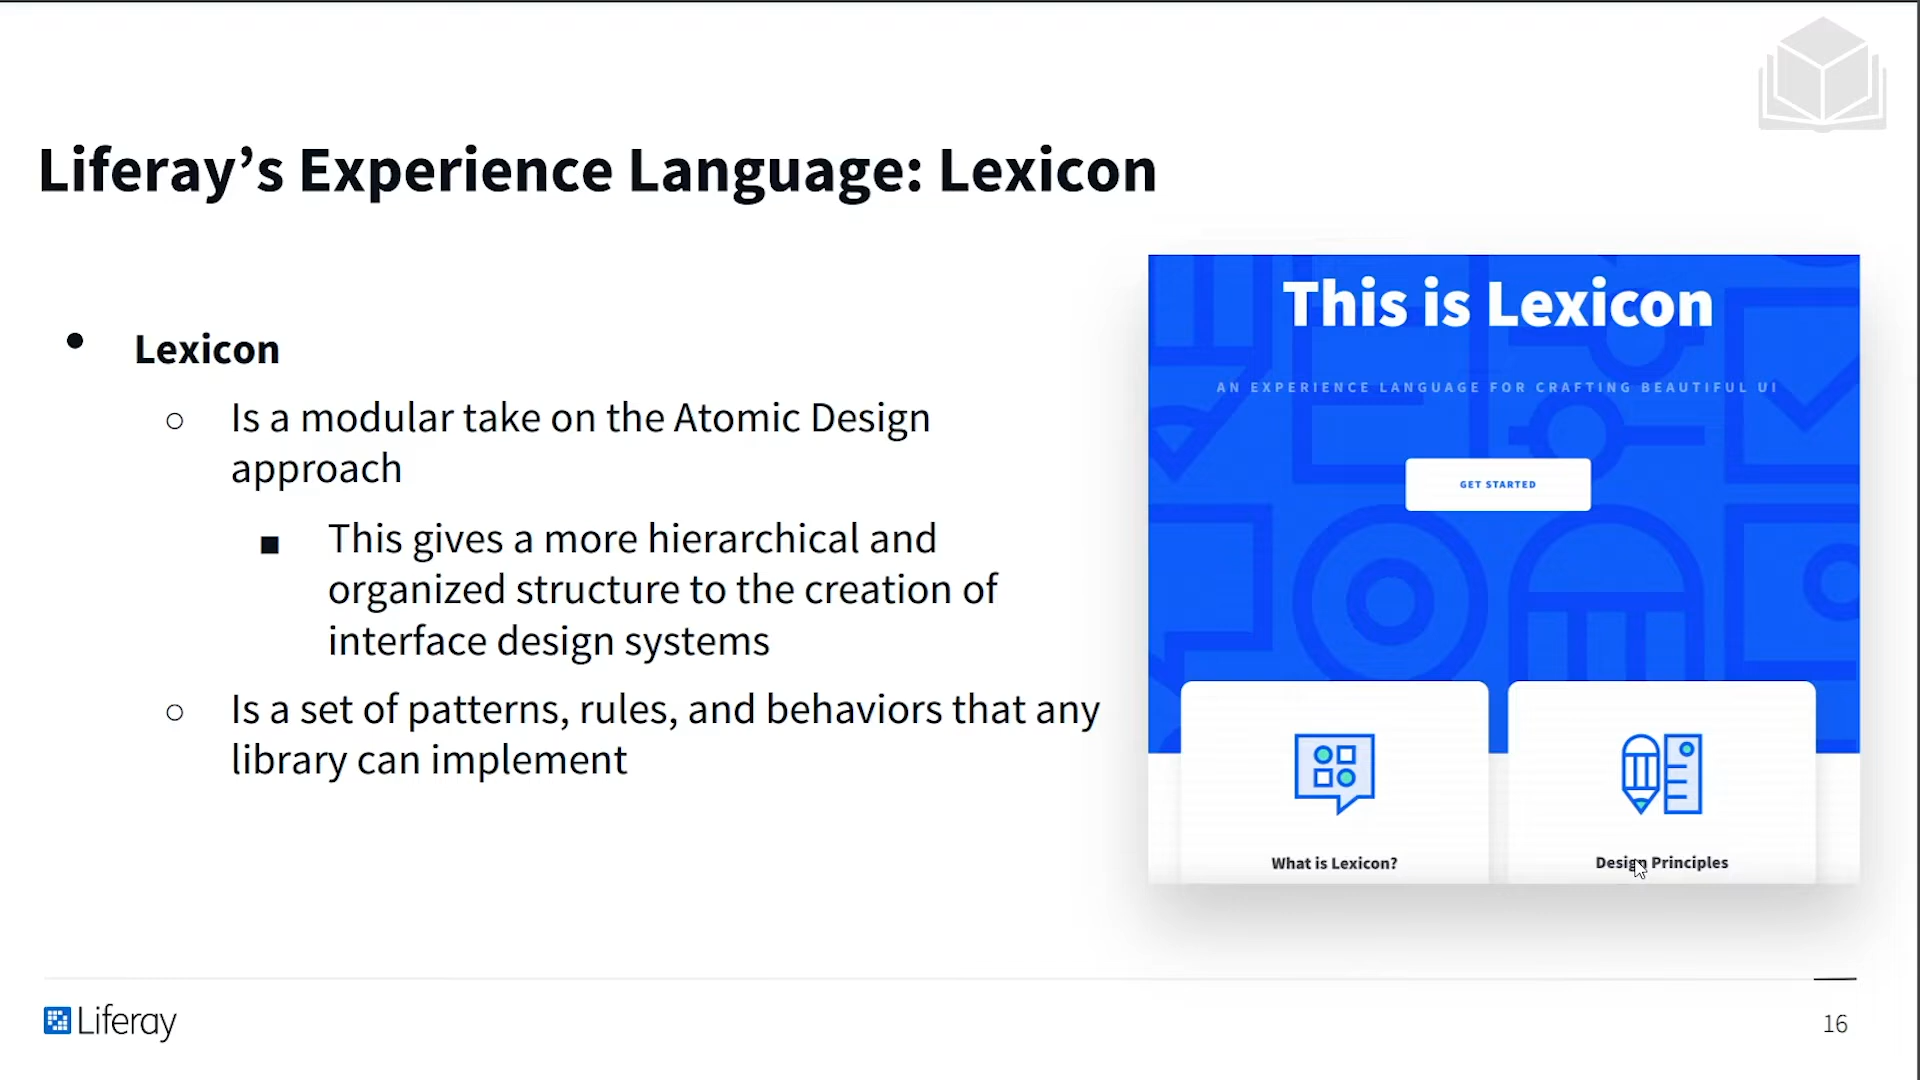 Liferay’s Experience Language: Lexicon
Lexicon
Is a modular take on the Atomic Design
approach
This gives a more hierarchical and
organized structure to the creation of
interface design systems
Is a set of patterns, rules, and behaviors that any
library can implement
This is Lexicon
AN EXPERIENCE LANGUAGE FOR CRAFTING BEAUTIFUL UI
GET STARTED
What is Lexicon?
Design Principles
Liferay
16